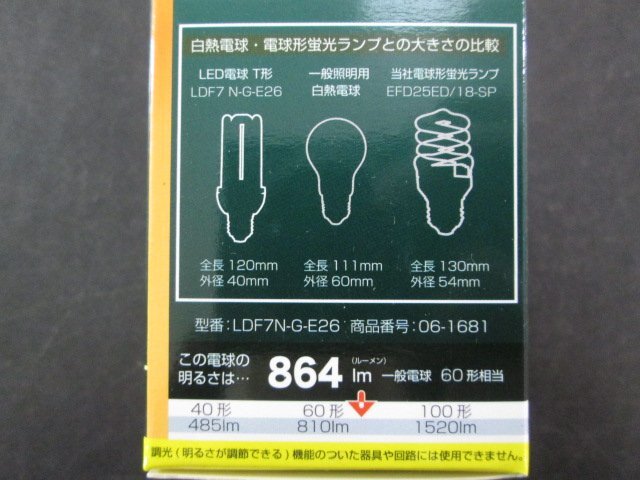 白熱電球・電球形蛍光ランプとの大きさの比較
LED電球 T形 一般照明用 当社電球形蛍光ランプ
LDF7 N-G-E26 白熱電球 EFD25ED/18-SP
全長 120mm 全長 111mm 全長 130mm
外径 40mm 外径 60mm 外径 54mm
型番：LDF7N-G-E26 商品番号：06-1681
この電球の
明るさは… 864 (ルーメン) lm 一般電球 60形相当
40形 60形 100形
485lm 810lm 1520lm
調光(明るさが調節できる)機能のついた器具や回路には使用できません。